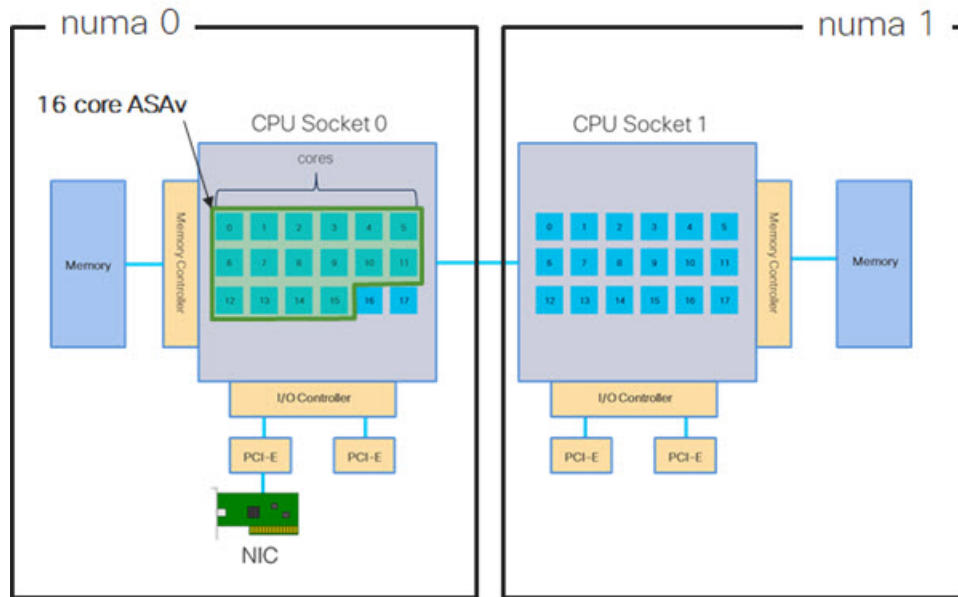 numa 0
numa 1
16 core ASAv
CPU Socket 0
CPU Socket 1
cores
0 1 2 3 4 5
6 7 8 9 10 11
12 13 14 15 16 17
0 1 2 3 4 5
6 7 8 9 10 11
12 13 14 15 16 17
Memory
Memory Controller
Memory Controller
Memory
I/O Controller
I/O Controller
PCI-E
PCI-E
PCI-E
PCI-E
NIC